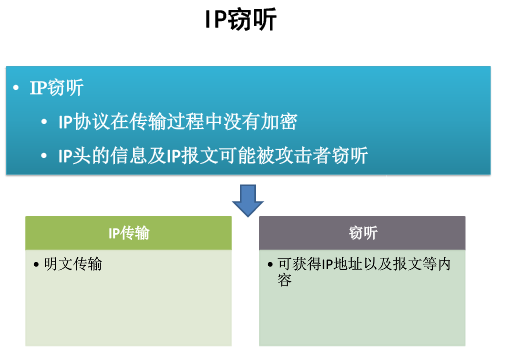 IP窃听
• IP窃听
• IP协议在传输过程中没有加密
• IP头的信息及IP报文可能被攻击者窃听
IP传输
• 明文传输
窃听
• 可获得IP地址以及报文等内
容